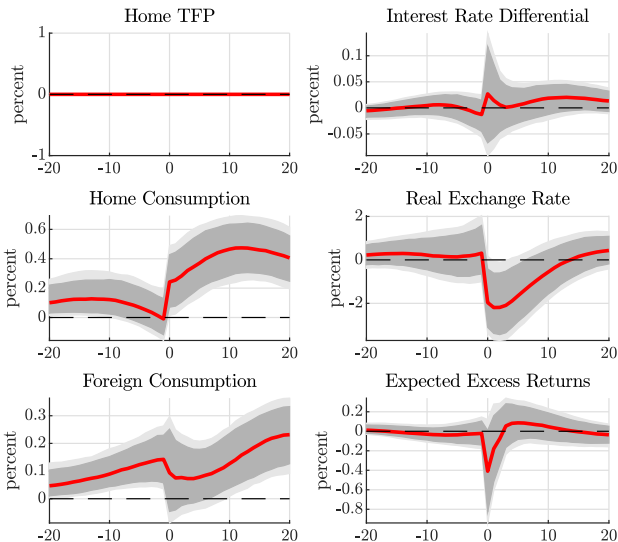 Home TFP
1
0
-1
percent
-20 -10 0 10 20
Interest Rate Differential
0.1
0.05
0
-0.05
percent
-20 -10 0 10 20
Home Consumption
0.6
0.4
0.2
0
percent
-20 -10 0 10 20
Real Exchange Rate
2
0
-2
percent
-20 -10 0 10 20
Foreign Consumption
0.3
0.2
0.1
0
percent
-20 -10 0 10 20
Expected Excess Returns
0.2
0
-0.2
-0.4
-0.6
-0.8
percent
-20 -10 0 10 20